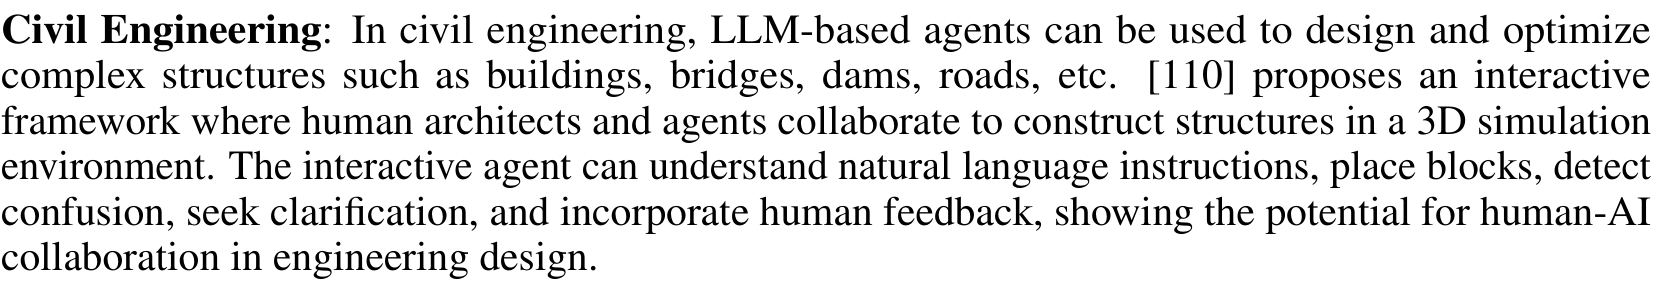 Civil Engineering: In civil engineering, LLM-based agents can be used to design and optimize
complex structures such as buildings, bridges, dams, roads, etc. [110] proposes an interactive
framework where human architects and agents collaborate to construct structures in a 3D simulation
environment. The interactive agent can understand natural language instructions, place blocks, detect
confusion, seek clarification, and incorporate human feedback, showing the potential for human-AI
collaboration in engineering design.